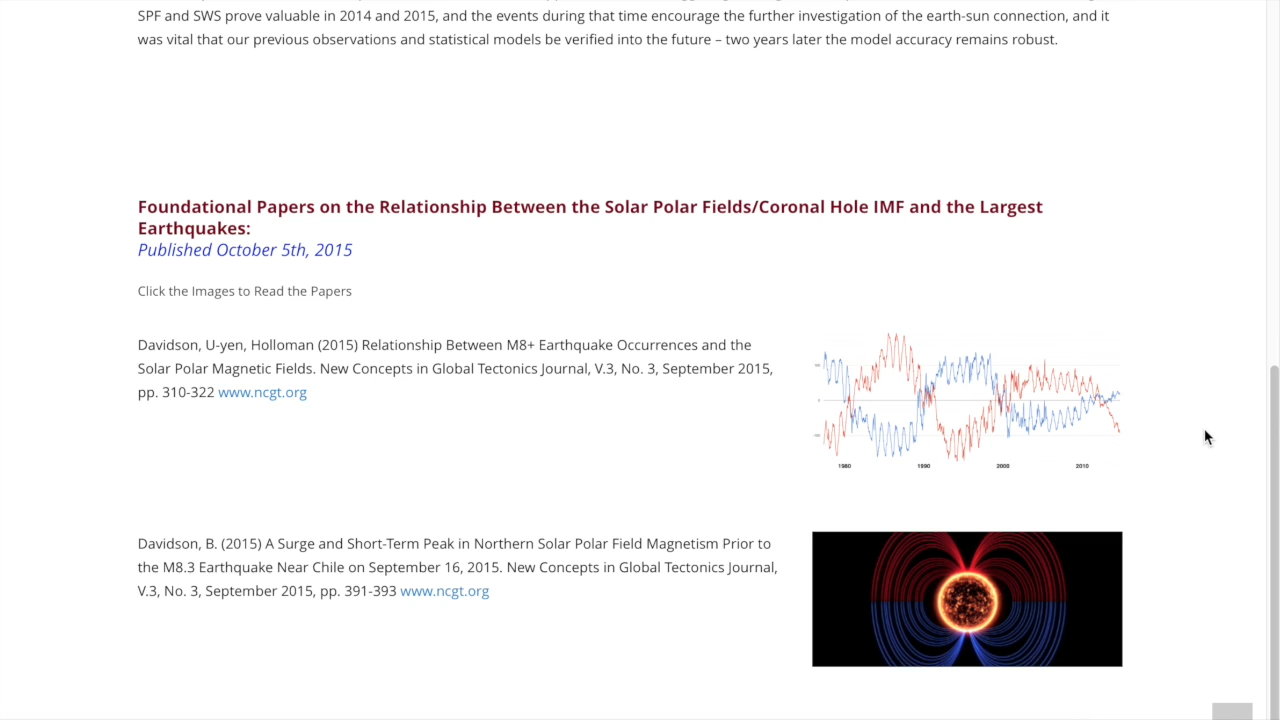 SPF and SWS prove valuable in 2014 and 2015, and the events during that time encourage the further investigation of the earth-sun connection, and it
was vital that our previous observations and statistical models be verified into the future – two years later the model accuracy remains robust.
Foundational Papers on the Relationship Between the Solar Polar Fields/Coronal Hole IMF and the Largest
Earthquakes:
Published October 5th, 2015
Click the Images to Read the Papers
Davidson, U-yen, Holloman (2015) Relationship Between M8+ Earthquake Occurrences and the
Solar Polar Magnetic Fields. New Concepts in Global Tectonics Journal, V.3, No. 3, September 2015,
pp. 310-322 www.ncgt.org
1980 1990 2000 2010
Davidson, B. (2015) A Surge and Short-Term Peak in Northern Solar Polar Field Magnetism Prior to
the M8.3 Earthquake Near Chile on September 16, 2015. New Concepts in Global Tectonics Journal,
V.3, No. 3, September 2015, pp. 391-393 www.ncgt.org